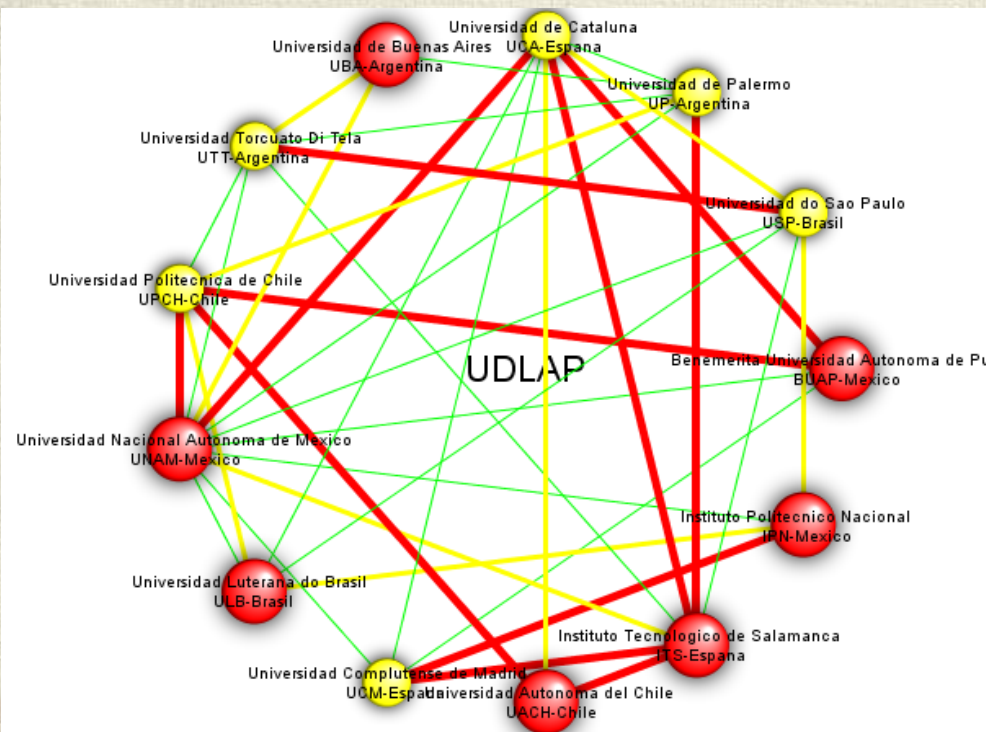 Universidad de Cataluna
UCA-Espana
Universidad de Buenas Aires
UBA-Argentina
Universidad de Palermo
UP-Argentina
Universidad Torcuato Di Tela
UTT-Argentina
Universidad do Sao Paulo
USP-Brasil
Universidad Politecnica de Chile
UPCH-Chile
UDLAP
Benemerita Universidad Autonoma de Pu
BUAP-Mexico
Universidad Nacional Autonoma de Mexico
UNAM-Mexico
Instituto Politecnico Nacional
IPN-Mexico
Universidad Luterana do Brasil
ULB-Brasil
Instituto Tecnologico de Salamanca
ITS-Espana
Universidad Complutense de Madrid
UCM-Espana
Universidad Autonoma del Chile
UACH-Chile